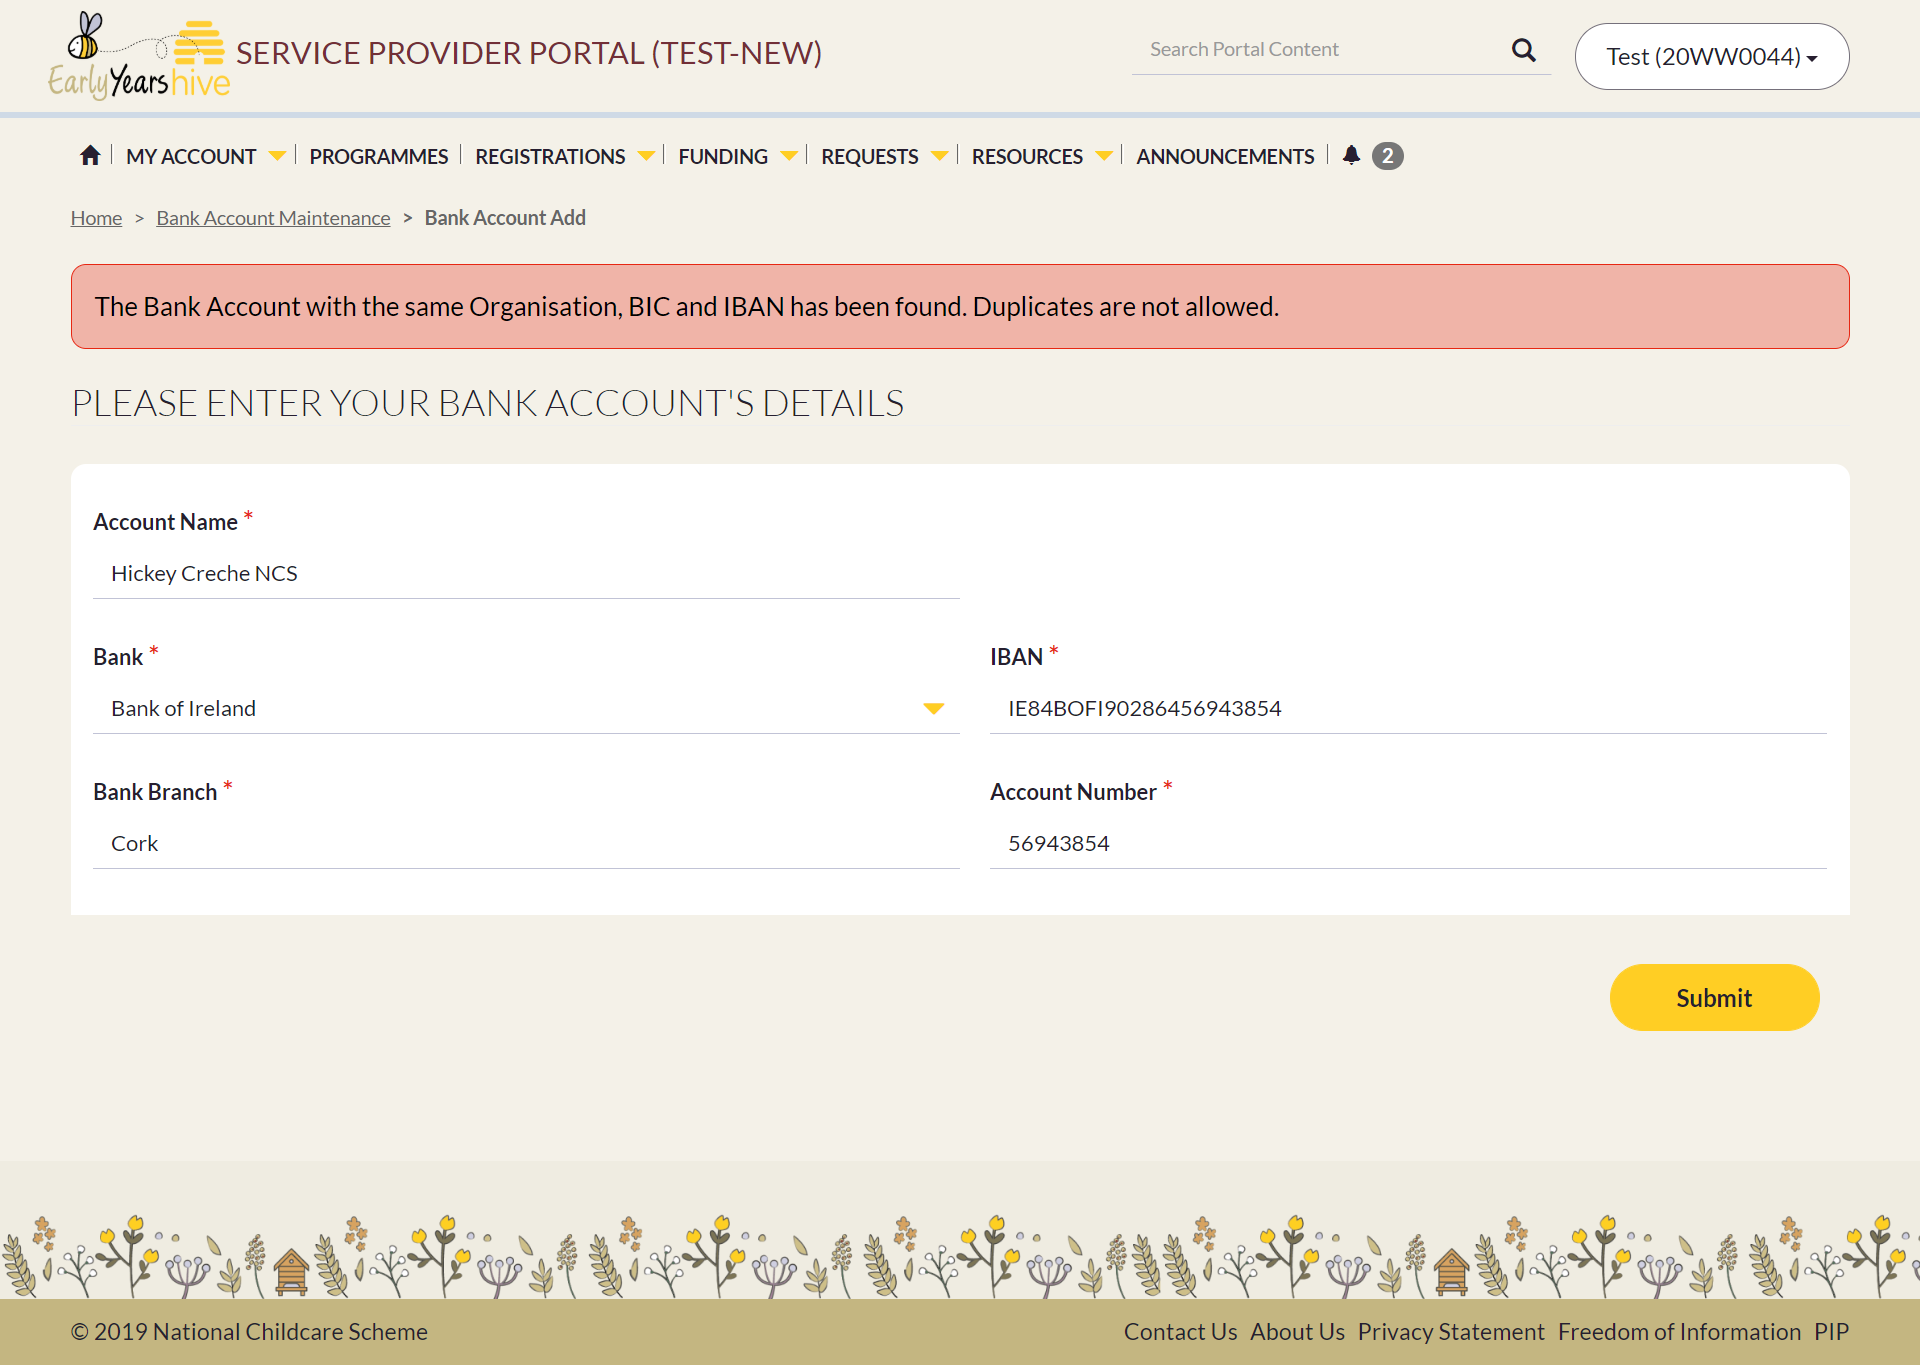 EarlyYearshive
SERVICE PROVIDER PORTAL (TEST-NEW)
Search Portal Content
Test (20WW0044)
MY ACCOUNT
PROGRAMMES
REGISTRATIONS
FUNDING
REQUESTS
RESOURCES
ANNOUNCEMENTS
2
Home > Bank Account Maintenance > Bank Account Add
The Bank Account with the same Organisation, BIC and IBAN has been found. Duplicates are not allowed.
PLEASE ENTER YOUR BANK ACCOUNT'S DETAILS
Account Name *
Hickey Creche NCS
Bank *
Bank of Ireland
IBAN *
IE84BOFI90286456943854
Bank Branch *
Cork
Account Number *
56943854
Submit
© 2019 National Childcare Scheme
Contact Us About Us Privacy Statement Freedom of Information PIP